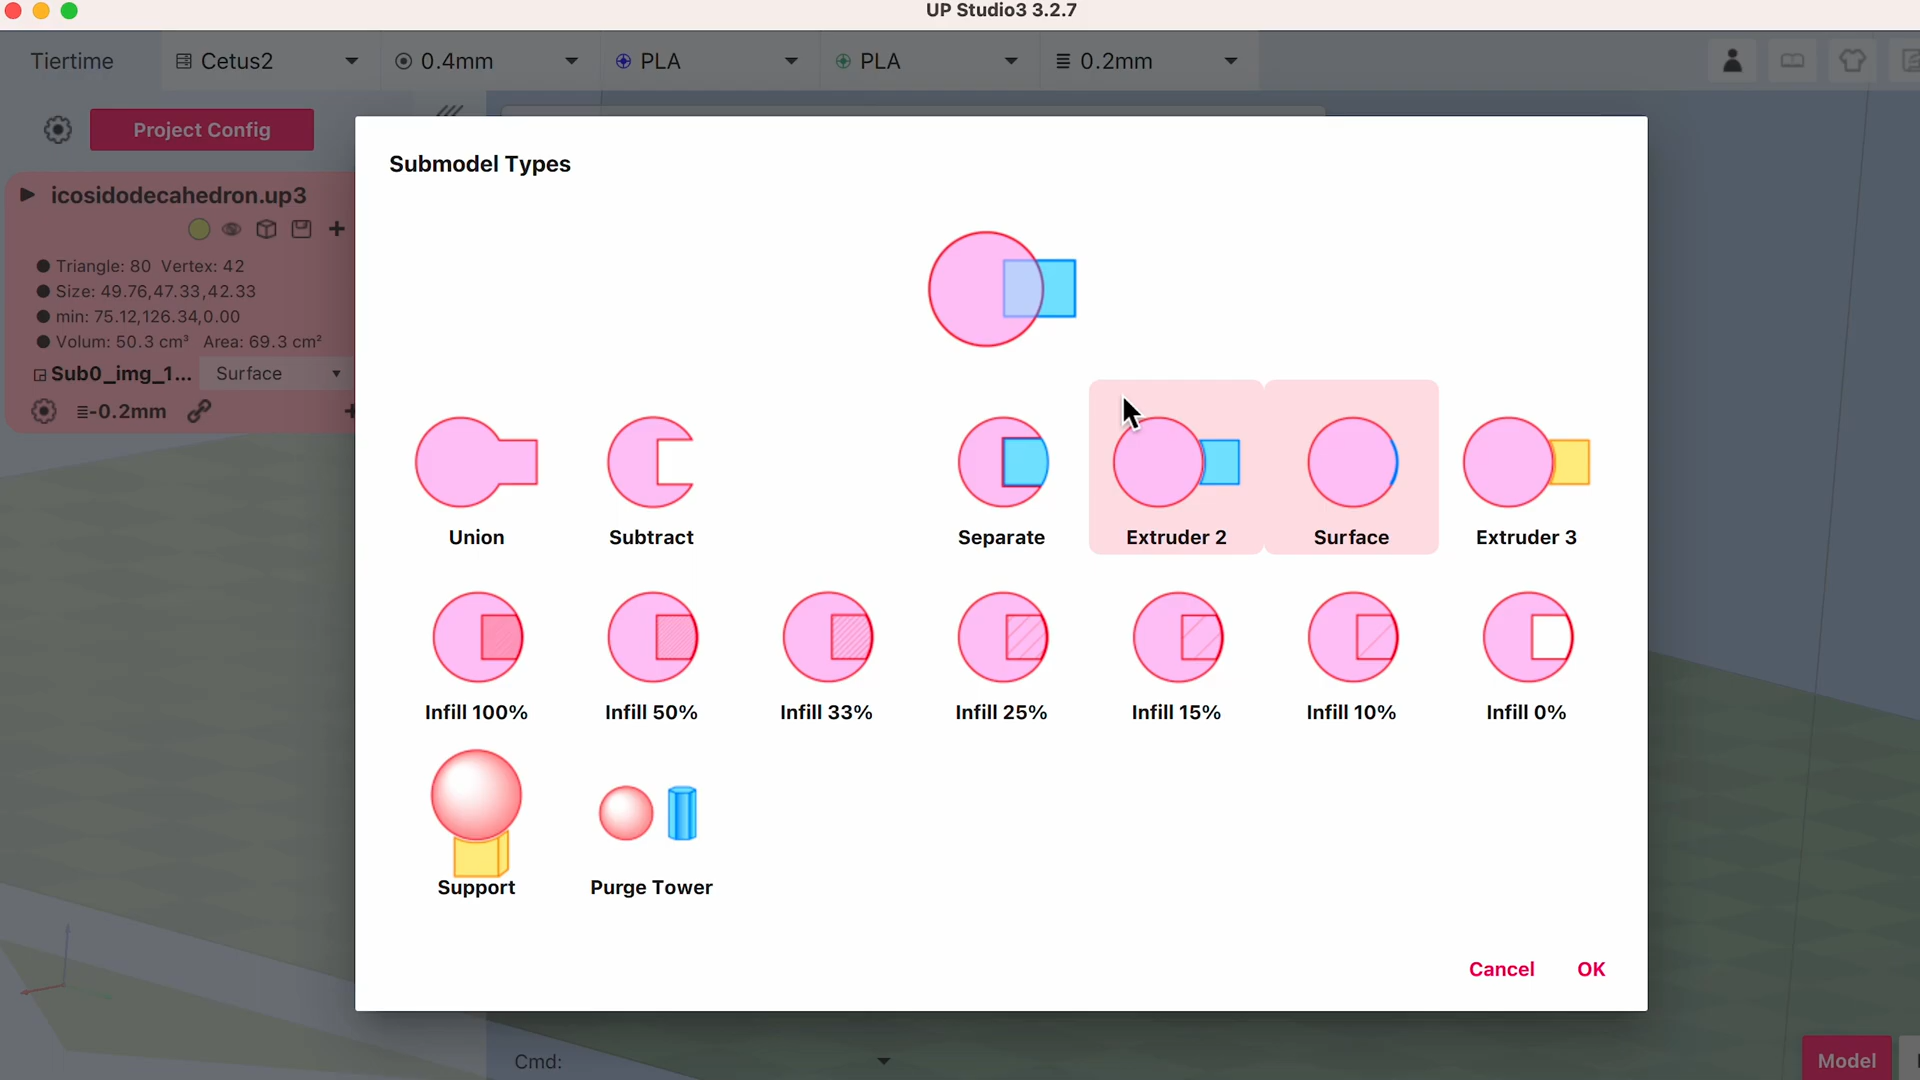 UP Studio3 3.2.7
Tiertime
Cetus2
0.4mm
PLA
PLA
0.2mm
Project Config
icosidodecahedron.up3
Triangle: 80 Vertex: 42
Size: 49.76,47.33,42.33
min: 75.12,126.34,0.00
Volum: 50.3 cm³ Area: 69.3 cm²
Sub0_img_1... Surface
-0.2mm
Submodel Types
Union
Subtract
Separate
Extruder 2
Surface
Extruder 3
Infill 100%
Infill 50%
Infill 33%
Infill 25%
Infill 15%
Infill 10%
Infill 0%
Support
Purge Tower
Cancel
OK
Cmd:
Model